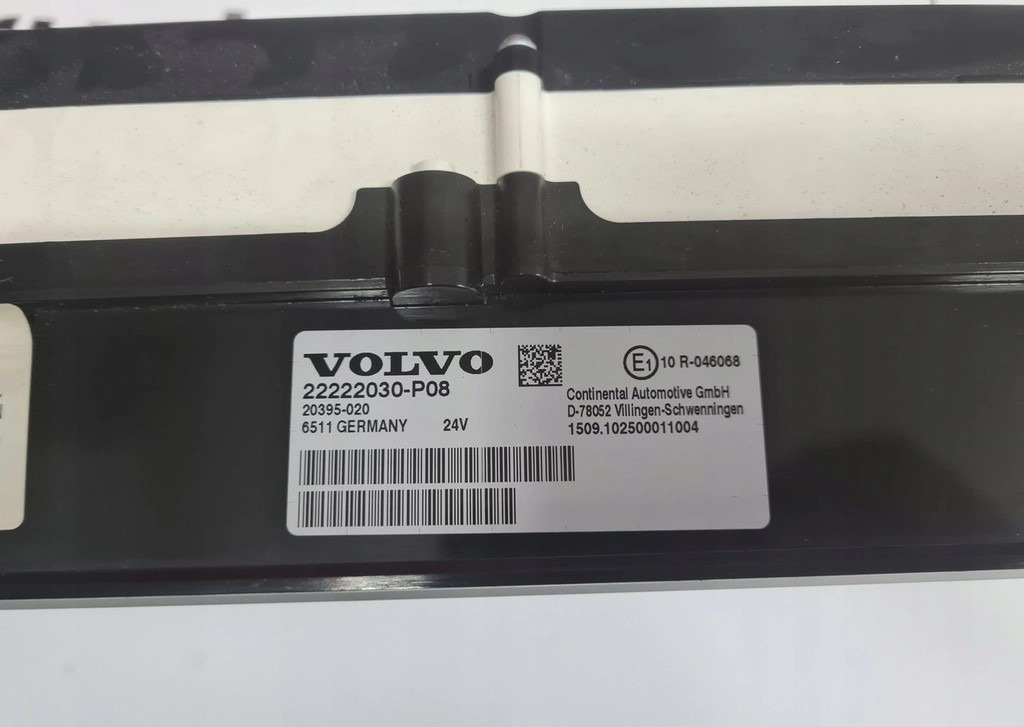 VOLVO
22222030-P08
20395-020
6511 GERMANY 24V
E1 10 R-046068
Continental Automotive GmbH
D-78052 Villingen-Schwenningen
1509.102500011004